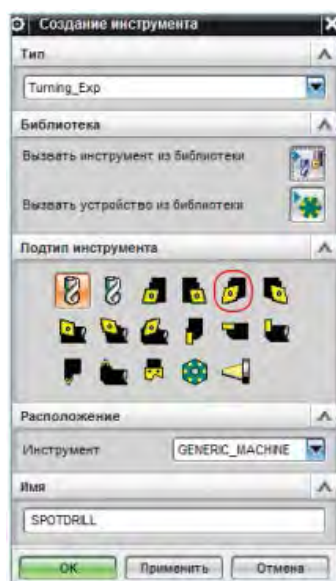 Создание инструмента
Тип
Turning_Exp
Библиотека
Вызвать инструмент из библиотеки
Вызвать устройство из библиотеки
Подтип инструмента
Расположение
Инструмент GENERIC_MACHINE
Имя
SPOTDRILL
ОК Применить Отмена